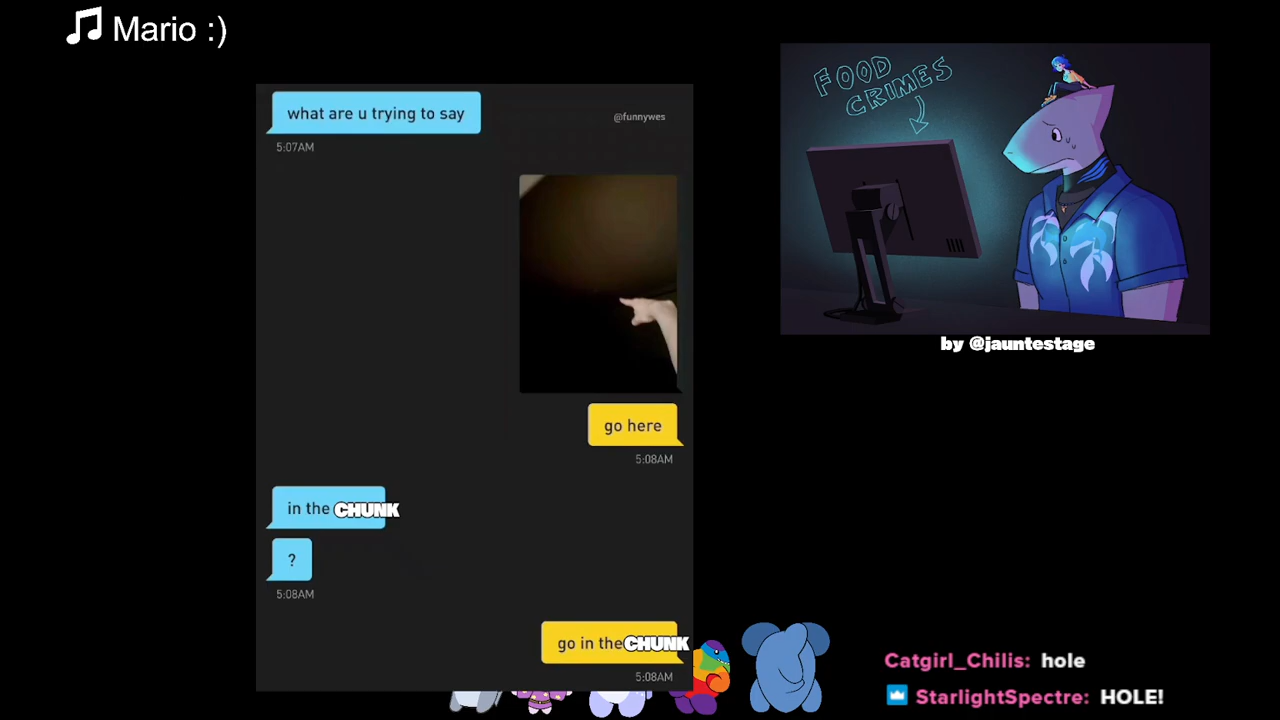 Mario :)
what are u trying to say
@funnywes
5:07AM
go here
5:08AM
in the CHUNK
?
5:08AM
go in the CHUNK
5:08AM
FOOD
CRIMES
by @jauntestage
Catgirl_Chilis: hole
StarlightSpectre: HOLE!